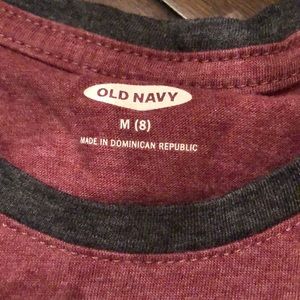 OLD NAVY
M (8)
MADE IN DOMINICAN REPUBLIC